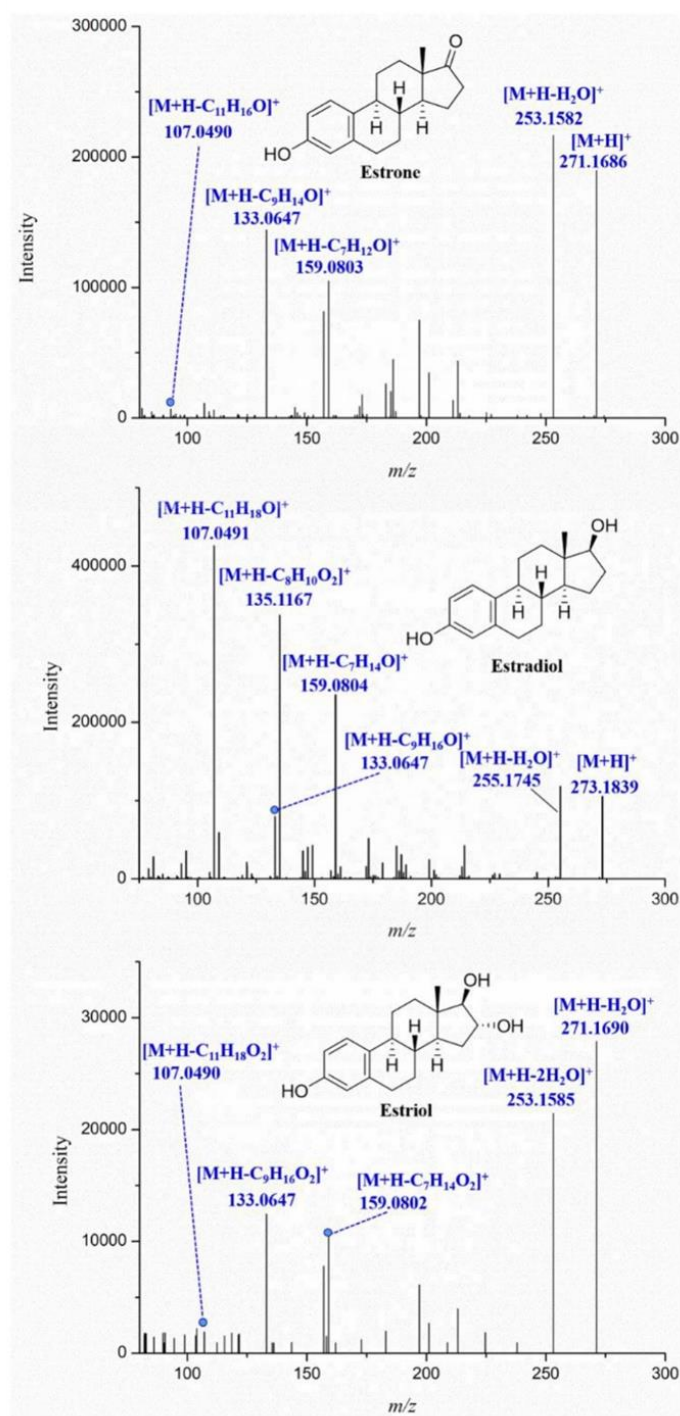 300000
200000
100000
0
Intensity
[M+H-C₁₁H₁₆O]⁺
107.0490
[M+H-C₉H₁₄O]⁺
133.0647
[M+H-C₇H₁₂O]⁺
159.0803
O
H
H
H
HO
Estrone
[M+H-H₂O]⁺
253.1582
[M+H]⁺
271.1686
100 150 200 250 300
m/z
400000
200000
0
Intensity
[M+H-C₁₁H₁₈O]⁺
107.0491
[M+H-C₈H₁₀O₂]⁺
135.1167
[M+H-C₇H₁₄O]⁺
159.0804
[M+H-C₉H₁₆O]⁺
133.0647
OH
H
H
H
HO
Estradiol
[M+H-H₂O]⁺
255.1745
[M+H]⁺
273.1839
100 150 200 250 300
m/z
30000
20000
10000
0
Intensity
[M+H-C₁₁H₁₈O₂]⁺
107.0490
[M+H-C₉H₁₆O₂]⁺
133.0647
[M+H-C₇H₁₄O₂]⁺
159.0802
OH
OH
H
H
H
HO
Estriol
[M+H-H₂O]⁺
271.1690
[M+H-2H₂O]⁺
253.1585
100 150 200 250 300
m/z